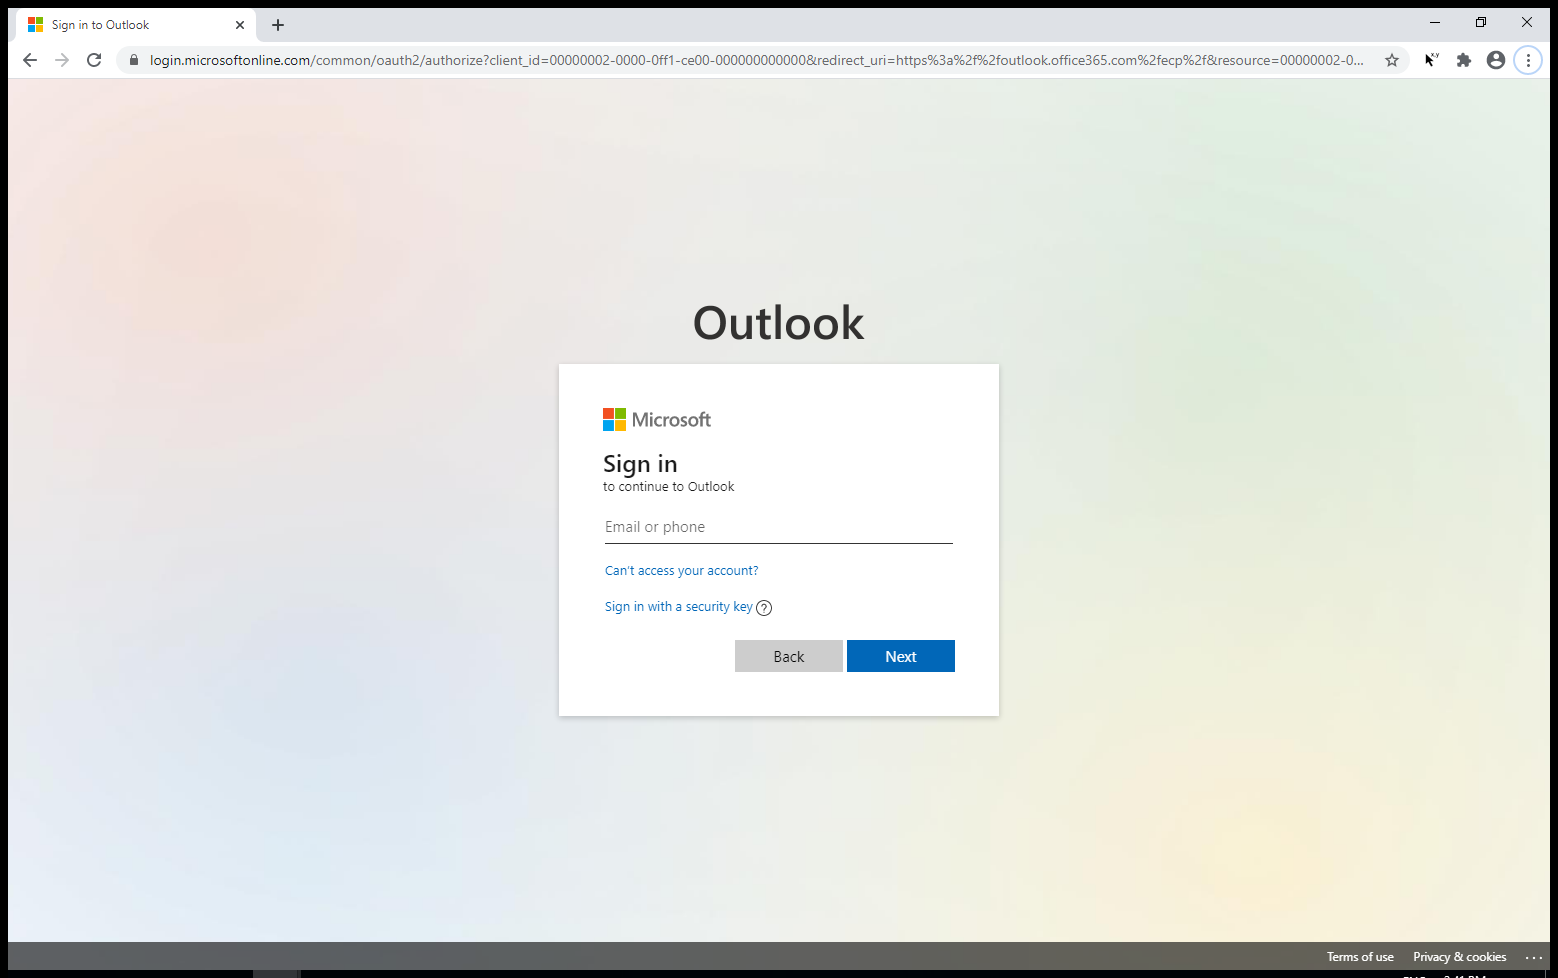 Sign in to Outlook
login.microsoftonline.com/common/oauth2/authorize?client_id=00000002-0000-0ff1-ce00-000000000000&redirect_uri=https%3a%2f%2foutlook.office365.com%2fecp%2f&resource=00000002-0...
Outlook
Microsoft
Sign in
to continue to Outlook
Email or phone
Can't access your account?
Sign in with a security key ?
Back Next
Terms of use Privacy & cookies ...